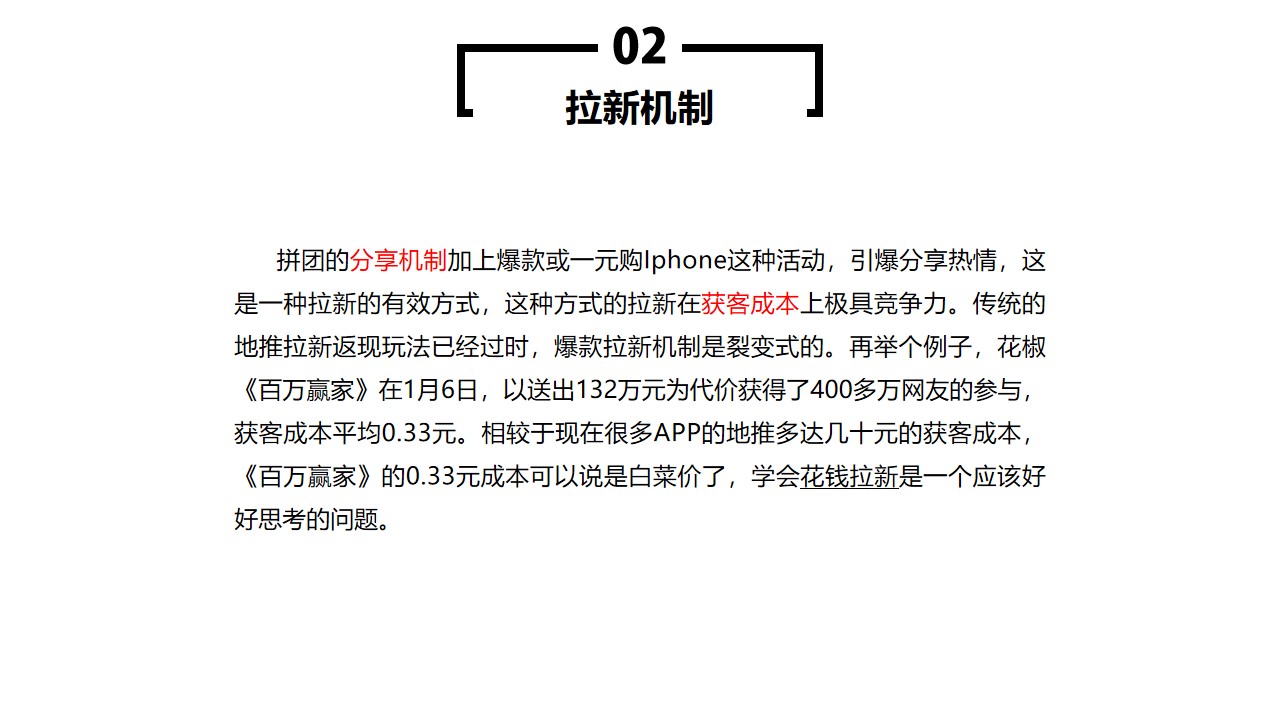 02
拉新机制
拼团的分享机制加上爆款或一元购Iphone这种活动，引爆分享热情，这
是一种拉新的有效方式，这种方式的拉新在获客成本上极具竞争力。传统的
地推拉新返现玩法已经过时，爆款拉新机制是裂变式的。再举个例子，花椒
《百万赢家》在1月6日，以送出132万元为代价获得了400多万网友的参与，
获客成本平均0.33元。相较于现在很多APP的地推多达几十元的获客成本，
《百万赢家》的0.33元成本可以说是白菜价了，学会花钱拉新是一个应该好
好思考的问题。